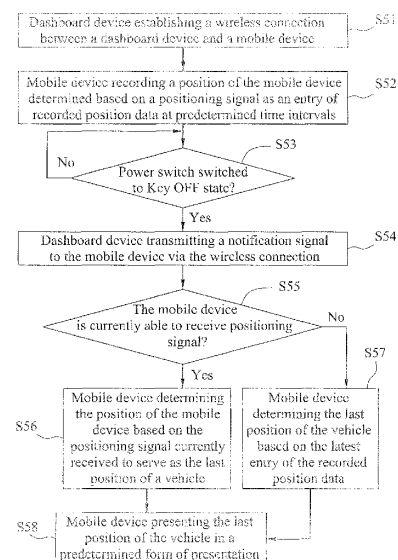 Dashboard device establishing a wireless connection
between a dashboard device and a mobile device
S51
Mobile device recording a position of the mobile device
determined based on a positioning signal as an entry of
recorded position data at predetermined time intervals
S52
S53
No
Power switch switched
to Key OFF state?
Yes
Dashboard device transmitting a notification signal
to the mobile device via the wireless connection
S54
S55
The mobile device
is currently able to receive positioning
signal?
No
Yes
S57
S56
Mobile device determining
the position of the mobile
device based on the
positioning signal currently
received to serve as the last
position of a vehicle
Mobile device
determining the last
position of the vehicle
based on the latest
entry of the recorded
position data
S58
Mobile device presenting the last
position of the vehicle in a
predetermined form of presentation